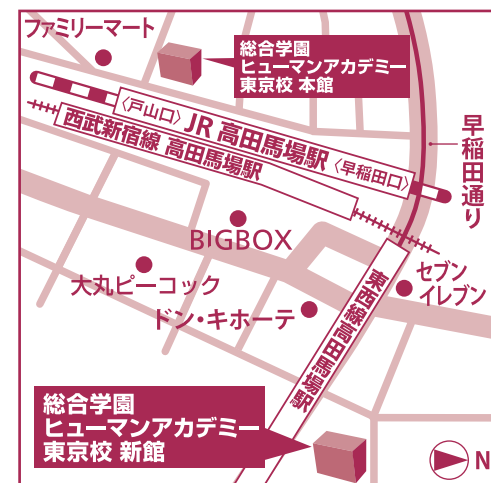 ファミリーマート
総合学園
ヒューマンアカデミー
東京校 本館
〈戸山口〉 JR 高田馬場駅 〈早稲田口〉
西武新宿線 高田馬場駅
早稲田通り
BIGBOX
セブン
イレブン
大丸ピーコック
ドン・キホーテ
東西線高田馬場駅
総合学園
ヒューマンアカデミー
東京校 新館
N